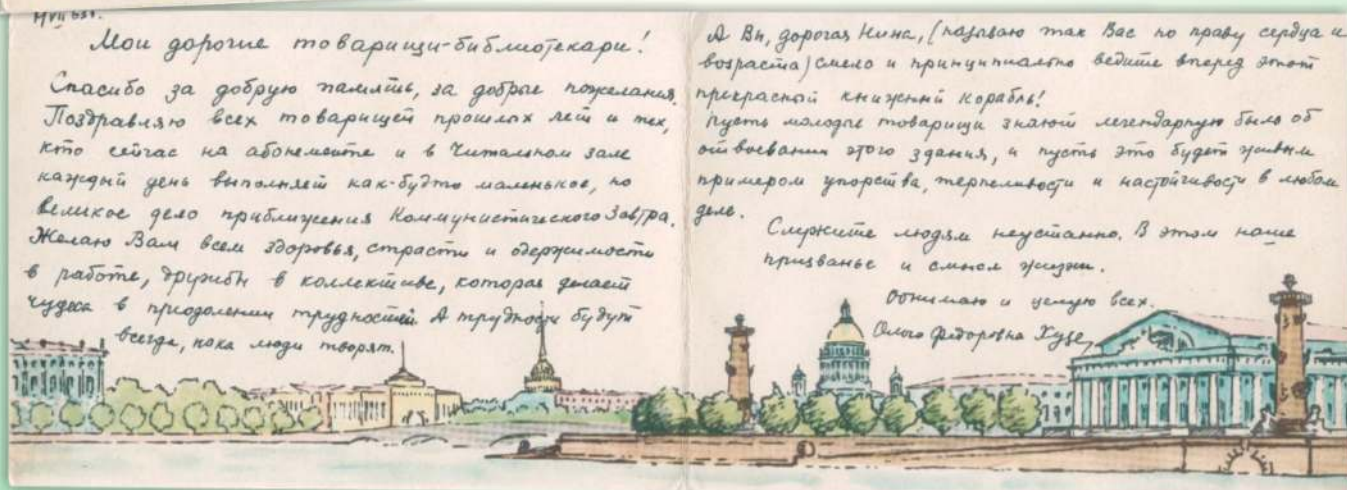 Мои дорогие товарищи-библиотекари!
Спасибо за добрую память, за добрые пожелания.
Поздравляю всех товарищей прошлых лет и тех,
кто сейчас на абонементе и в Читальном зале
каждый день выполняет как-будто маленькое, но
великое дело приближения Коммунистического Завтра.
Желаю Вам всем здоровья, страсти и одержимости
в работе, дружбы в коллективе, которая делает
чудеса в преодолении трудностей. А трудности будут
всегда, пока люди творят.
А Вы, дорогая Нина, (называю так Вас по праву сердца и
возраста) смело и принципиально ведите вперед этот
прекрасный книжный корабль!
Пусть молодые товарищи знают легендарную быль об
отвоевании этого здания, и пусть это будет живым
примером упорства, терпеливости и настойчивости в любом
деле.
Служите людям неустанно. В этом наше
призванье и смысл жизни.
Обнимаю и целую всех.
Ольга Федоровна Хузе